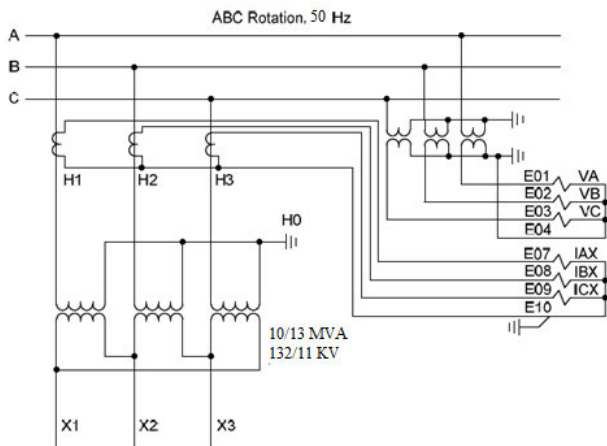 ABC Rotation, 50 Hz
A
B
C
H1 H2 H3
H0
E01 VA
E02 VB
E03 VC
E04
E07 IAX
E08 IBX
E09 ICX
E10
10/13 MVA
132/11 KV
X1 X2 X3